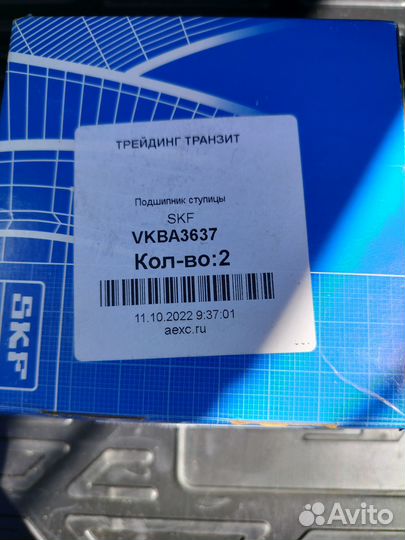 SKF
ТРЕЙДИНГ ТРАНЗИТ
Подшипник ступицы
SKF
VKBA3637
Кол-во:2
11.10.2022 9:37:01
aexc.ru
SKF
Avito